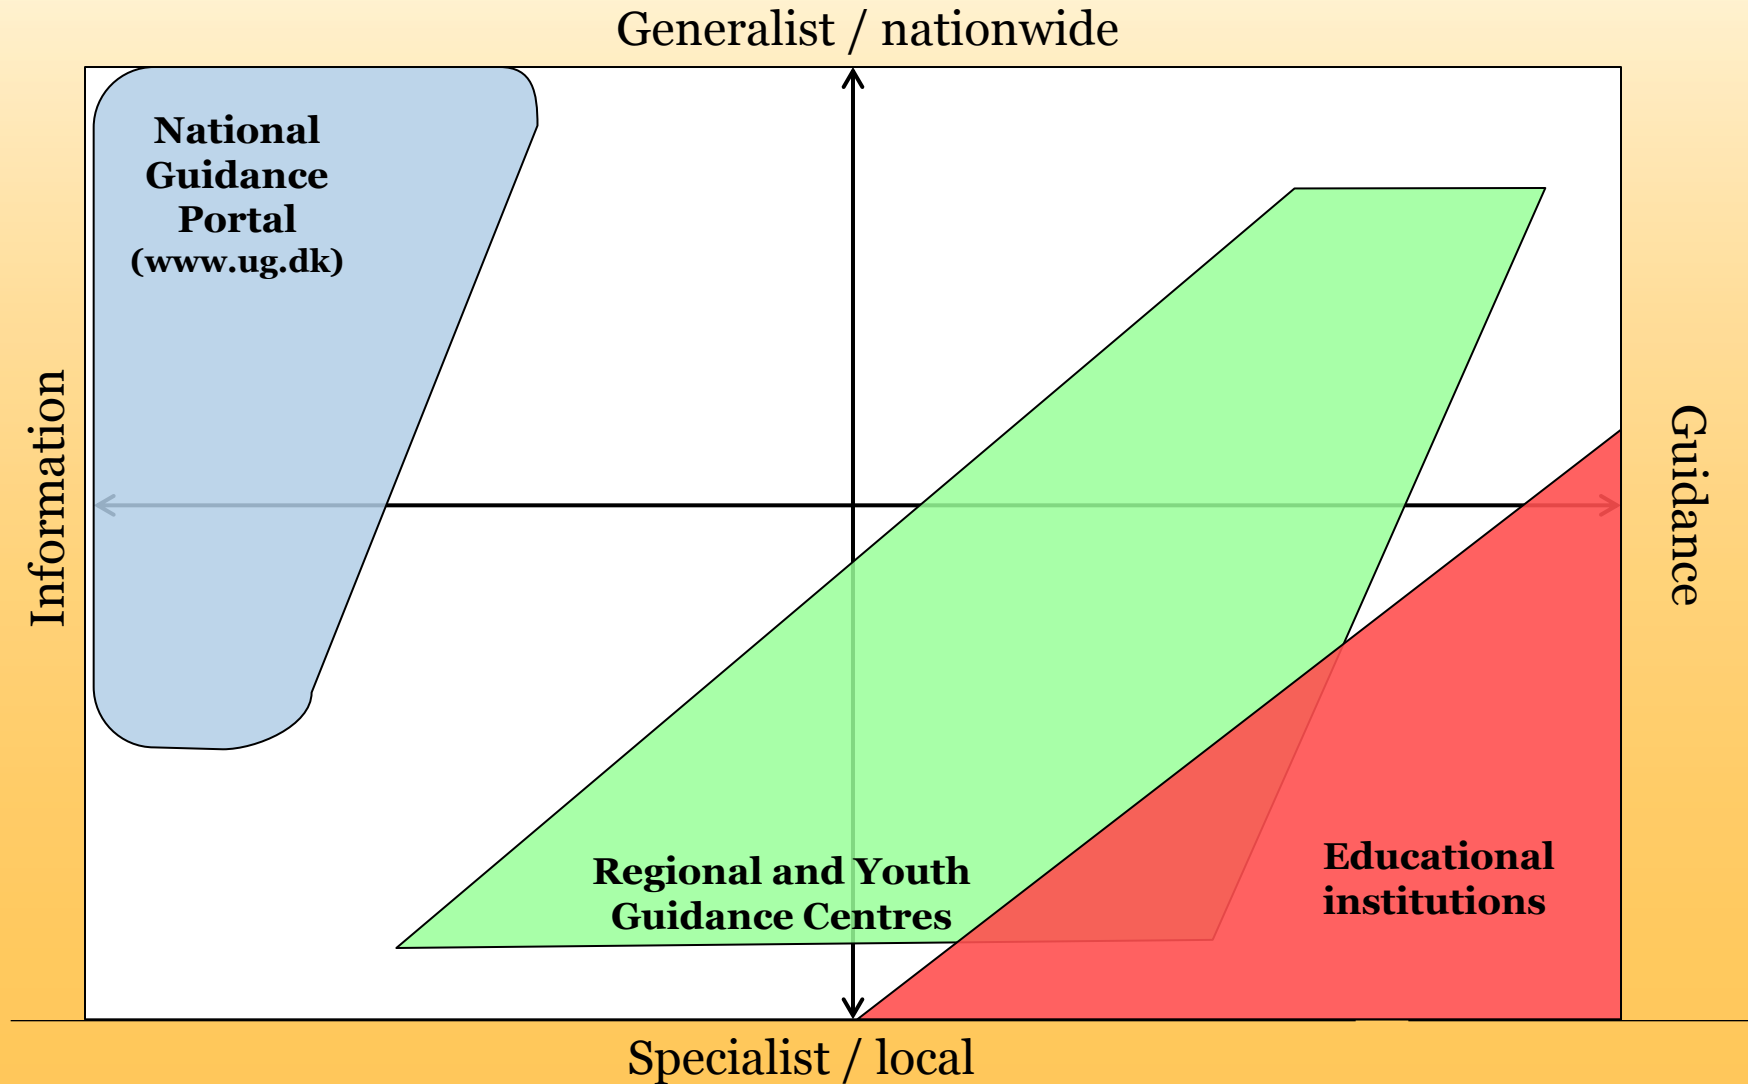 Generalist / nationwide
National
Guidance
Portal
(www.ug.dk)
Information
Guidance
Regional and Youth
Guidance Centres
Educational
institutions
Specialist / local